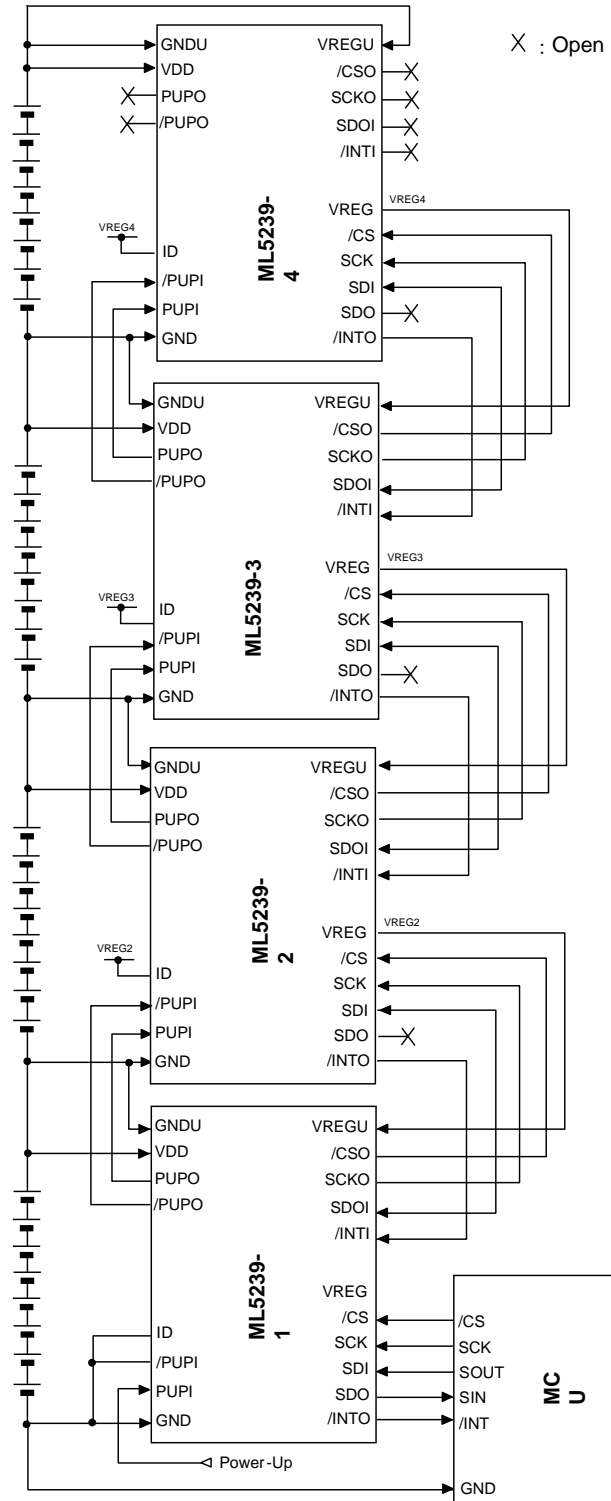 GNDU
VREGU
X : Open
VDD
/CSO
PUPO
SCKO
/PUPO
SDOI
/INTI
ML5239-
4
VREG
VREG4
/CS
VREG4
ID
SCK
/PUPI
SDI
PUPI
SDO
GND
/INTO
GNDU
VREGU
VDD
/CSO
PUPO
SCKO
/PUPO
SDOI
/INTI
ML5239-3
VREG
VREG3
/CS
VREG3
ID
SCK
/PUPI
SDI
PUPI
SDO
GND
/INTO
GNDU
VREGU
VDD
/CSO
PUPO
SCKO
/PUPO
SDOI
/INTI
ML5239-
2
VREG
VREG2
/CS
VREG2
ID
SCK
/PUPI
SDI
PUPI
SDO
GND
/INTO
GNDU
VREGU
VDD
/CSO
PUPO
SCKO
/PUPO
SDOI
/INTI
ML5239-
1
VREG
/CS
/CS
ID
SCK
SCK
/PUPI
SDI
SOUT
PUPI
SDO
SIN
GND
/INTO
/INT
MC
U
Power-Up
GND